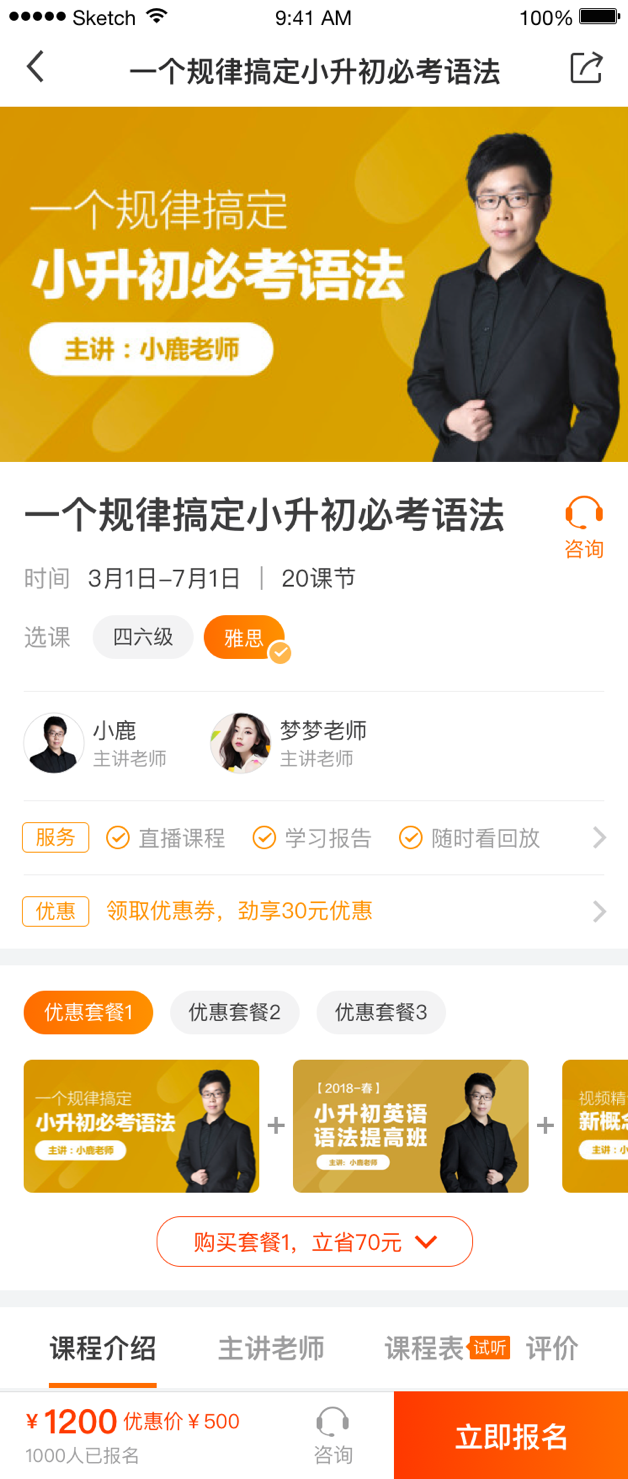 Sketch 9:41 AM 100%
一个规律搞定小升初必考语法
一个规律搞定
小升初必考语法
主讲：小鹿老师
一个规律搞定小升初必考语法
咨询
时间 3月1日-7月1日 | 20课节
选课 四六级 雅思
小鹿
主讲老师
梦梦老师
主讲老师
服务 直播课程 学习报告 随时看回放
优惠 领取优惠券，劲享30元优惠
优惠套餐1 优惠套餐2 优惠套餐3
一个规律搞定
小升初必考语法
主讲：小鹿老师
+
【2018-春】
小升初英语
语法提高班
主讲：小鹿老师
+
视频精
新概念
主讲：小
购买套餐1，立省70元
课程介绍 主讲老师 课程表 试听 评价
¥1200 优惠价¥500
1000人已报名
咨询
立即报名